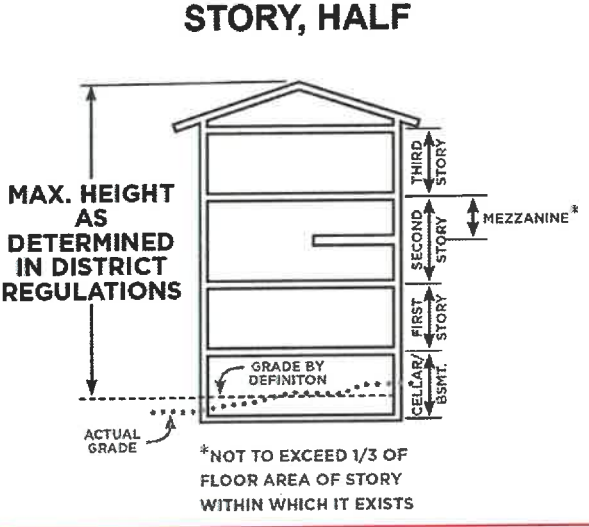 STORY, HALF
MAX. HEIGHT
AS
DETERMINED
IN DISTRICT
REGULATIONS
THIRD
STORY
MEZZANINE*
SECOND
STORY
FIRST
STORY
CELLAR/
BSMT.
GRADE BY
DEFINITON
ACTUAL
GRADE
*NOT TO EXCEED 1/3 OF
FLOOR AREA OF STORY
WITHIN WHICH IT EXISTS